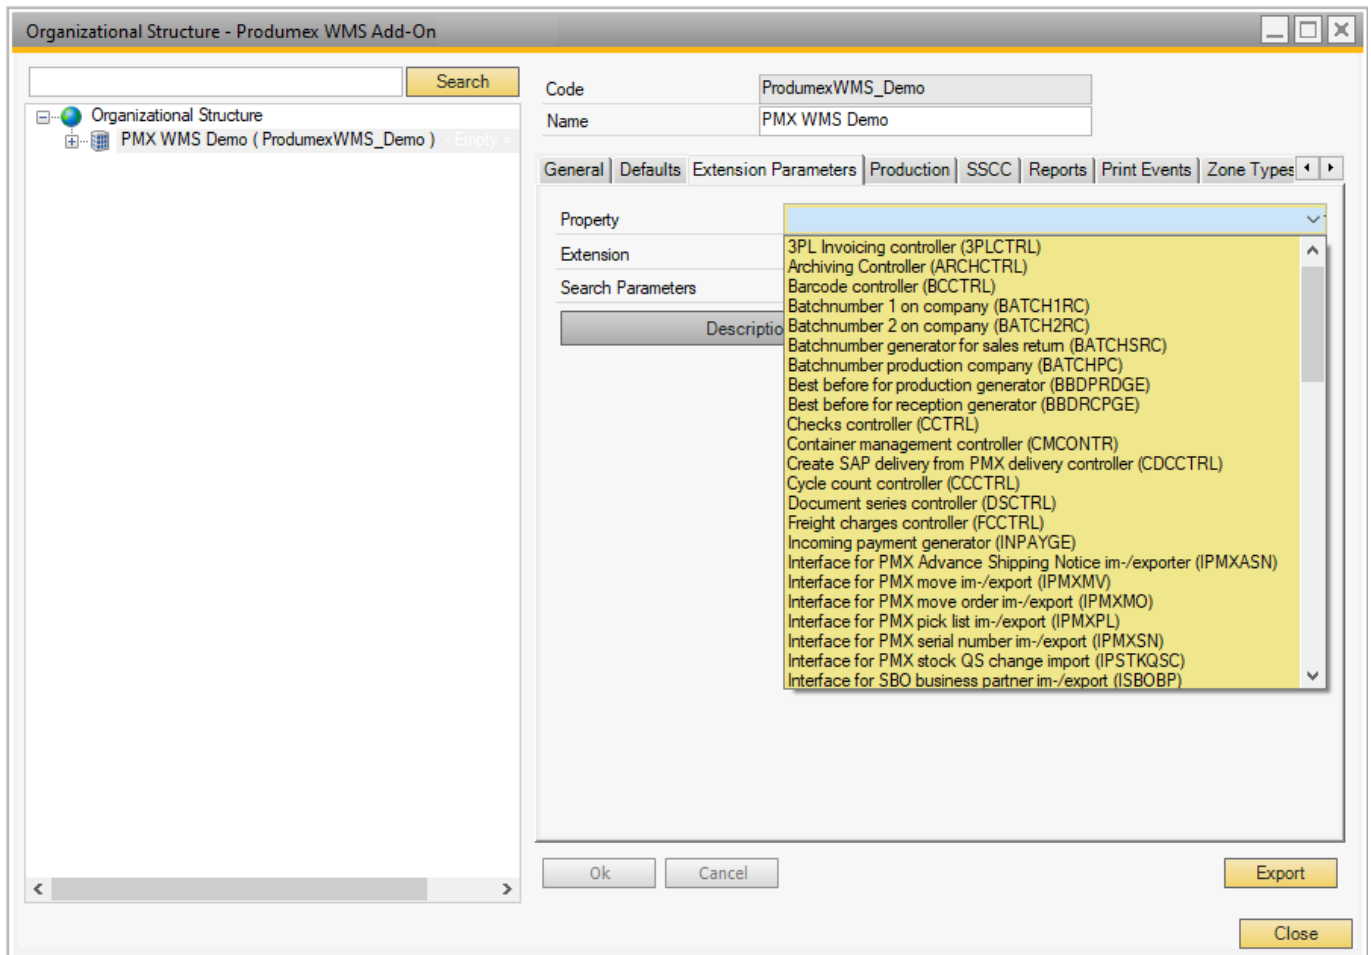 Organizational Structure - Produmex WMS Add-On
Search
Organizational Structure
PMX WMS Demo ( ProdumexWMS_Demo ) - Empty =
Code ProdumexWMS_Demo
Name PMX WMS Demo
General Defaults Extension Parameters Production SSCC Reports Print Events Zone Types
Property
Extension
Search Parameters
Descriptio
3PL Invoicing controller (3PLCTRL)
Archiving Controller (ARCHCTRL)
Barcode controller (BCCTRL)
Batchnumber 1 on company (BATCH1RC)
Batchnumber 2 on company (BATCH2RC)
Batchnumber generator for sales return (BATCHSRC)
Batchnumber production company (BATCHPC)
Best before for production generator (BBDPRDGE)
Best before for reception generator (BBDRCPGE)
Checks controller (CCTRL)
Container management controller (CMCONTR)
Create SAP delivery from PMX delivery controller (CDCCTRL)
Cycle count controller (CCCTRL)
Document series controller (DSCTRL)
Freight charges controller (FCCTRL)
Incoming payment generator (INPAYGE)
Interface for PMX Advance Shipping Notice im-/exporter (IPMXASN)
Interface for PMX move im-/export (IPMXMV)
Interface for PMX move order im-/export (IPMXMO)
Interface for PMX pick list im-/export (IPMXPL)
Interface for PMX serial number im-/export (IPMXSN)
Interface for PMX stock QS change import (IPSTKQSC)
Interface for SBO business partner im-/export (ISBOBP)
Ok Cancel Export
Close